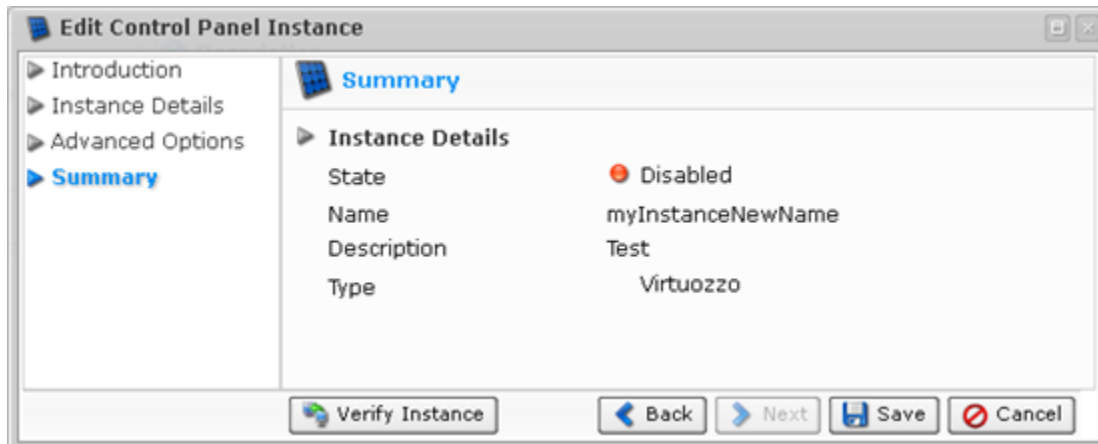 Edit Control Panel Instance
Introduction
Instance Details
Advanced Options
Summary
Summary
Instance Details
State Disabled
Name myInstanceNewName
Description Test
Type Virtuozzo
Verify Instance Back Next Save Cancel